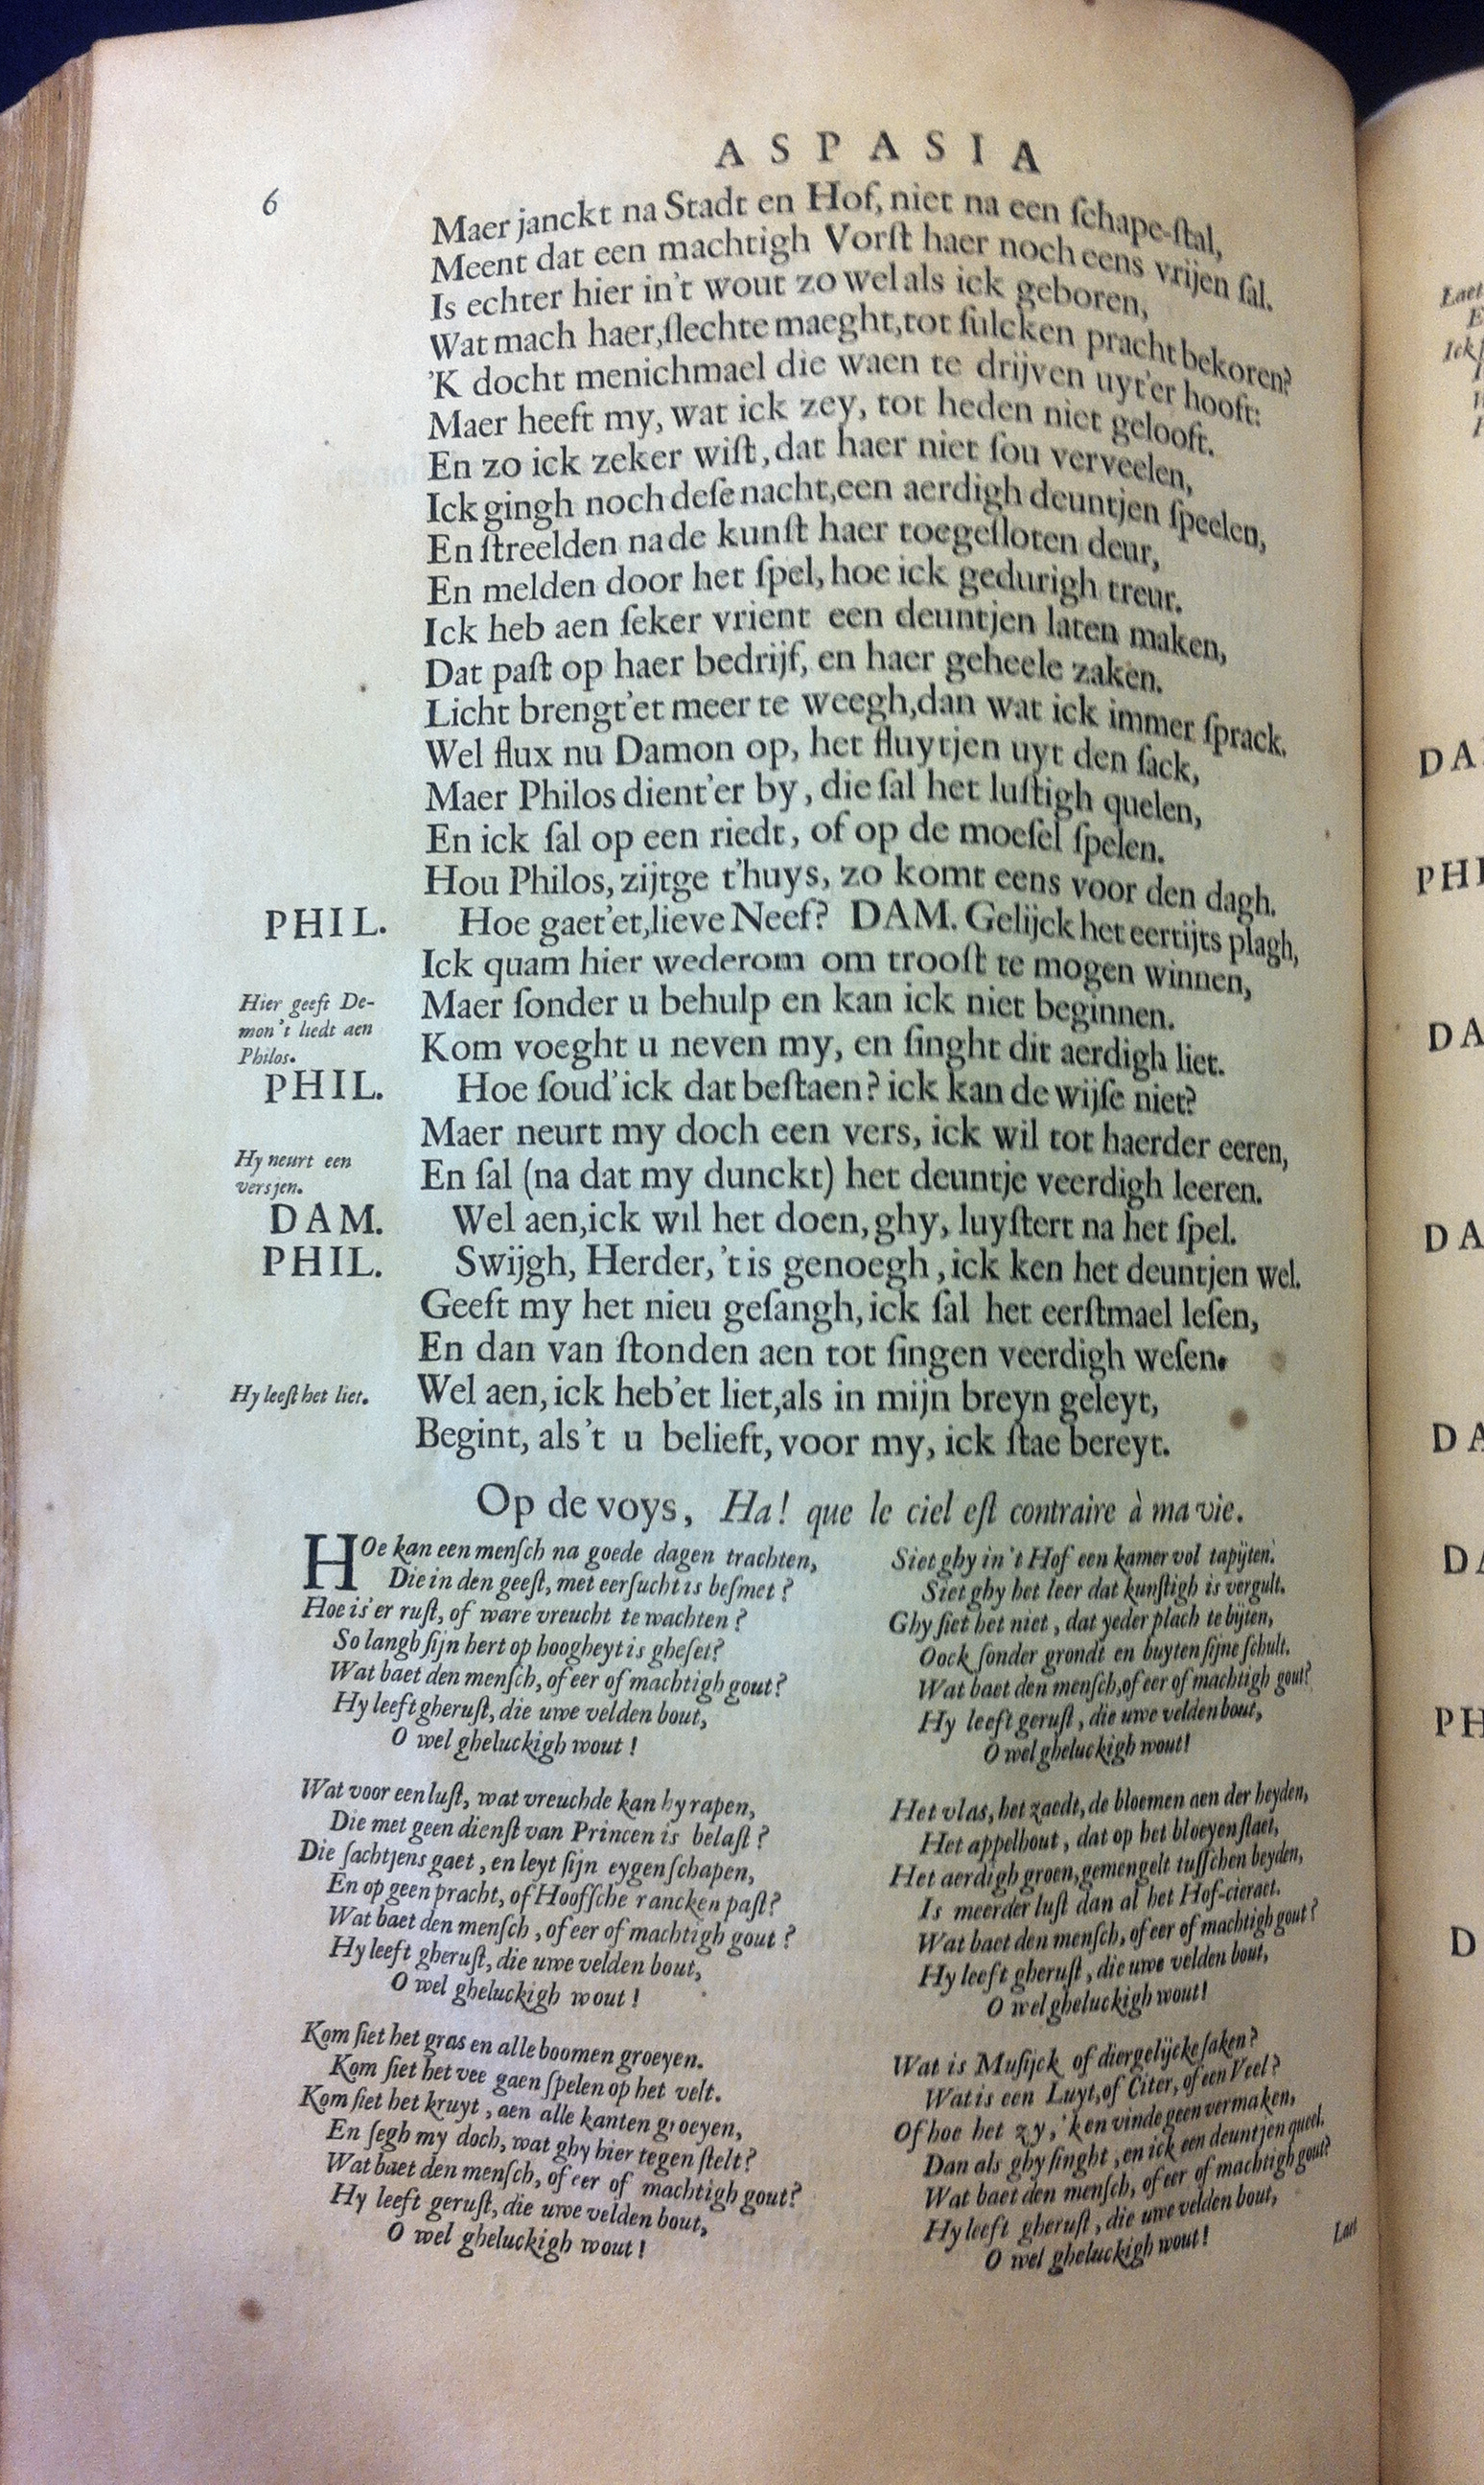 6
ASPASIA
Maer janckt na Stadt en Hof, niet na een ſchape-ſtal,
Meent dat een machtigh Vorſt haer noch eens vrijen ſal.
Is echter hier in't wout zo wel als ick geboren,
Wat mach haer, ſlechte maeght, tot ſulcken pracht bekoren?
'K docht menichmael die waen te drijven uyt'er hooft:
Maer heeft my, wat ick zey, tot heden niet gelooft.
En zo ick zeker wiſt, dat haer niet ſou verveelen,
Ick gingh noch deſe nacht, een aerdigh deuntjen ſpeelen,
En ſtreelden na de kunſt haer toegeſloten deur,
En melden door het ſpel, hoe ick gedurigh treur.
Ick heb aen ſeker vrient een deuntjen laten maken,
Dat paſt op haer bedrijf, en haer geheele zaken.
Licht brengt'et meer te weegh, dan wat ick immer ſprack.
Wel flux nu Damon op, het fluytjen uyt den ſack,
Maer Philos dient'er by, die ſal het luſtigh quelen,
En ick ſal op een riedt, of op de moeſel ſpelen.
Hou Philos, zijtge t'huys, zo komt eens voor den dagh.
PHIL. Hoe gaet'et, lieve Neef? DAM. Gelijck het eertijts plagh,
Ick quam hier wederom om trooſt te mogen winnen,
Hier geeft De-
mon 't liedt aen
Philos.
Maer ſonder u behulp en kan ick niet beginnen.
Kom voeght u neven my, en ſinght dit aerdigh liet.
PHIL. Hoe ſoud' ick dat beſtaen? ick kan de wijſe niet?
Maer neurt my doch een vers, ick wil tot haerder eeren,
Hy neurt een
versjen.
En ſal (na dat my dunckt) het deuntje veerdigh leeren.
DAM. Wel aen, ick wil het doen, ghy, luyſtert na het ſpel.
PHIL. Swijgh, Herder, 't is genoegh, ick ken het deuntjen wel.
Geeft my het nieu geſangh, ick ſal het eerſtmael leſen,
En dan van ſtonden aen tot ſingen veerdigh weſen.
Hy leeſt het liet. Wel aen, ick heb'et liet, als in mijn breyn geleyt,
Begint, als 't u belieft, voor my, ick ſtae bereyt.
Op de voys, Ha! que le ciel eſt contraire à ma vie.
HOe kan een menſch na goede dagen trachten,
Die in den geeſt, met eerſucht is beſmet?
Hoe is'er ruſt, of ware vreucht te wachten?
So langh ſijn hert op hoogheyt is gheſet?
Wat baet den menſch, of eer of machtigh gout?
Hy leeft gheruſt, die uwe velden bout,
O wel gheluckigh wout!
Wat voor een luſt, wat vreuchde kan hy rapen,
Die met geen dienſt van Princen is belaſt?
Die ſachtjens gaet, en leyt ſijn eygen ſchapen,
En op geen pracht, of Hoofſche rancken paſt?
Wat baet den menſch, of eer of machtigh gout?
Hy leeft gheruſt, die uwe velden bout,
O wel gheluckigh wout!
Kom ſiet het gras en alle boomen groeyen.
Kom ſiet het vee gaen ſpelen op het velt.
Kom ſiet het kruyt, aen alle kanten groeyen,
En ſegh my doch, wat ghy hier tegen ſtelt?
Wat baet den menſch, of eer of machtigh gout?
Hy leeft geruſt, die uwe velden bout,
O wel gheluckigh wout!
Siet ghy in't Hof een kamer vol tapijten.
Siet ghy het leer dat kunſtigh is vergult.
Ghy ſiet het niet, dat yeder plach te bijten,
Oock ſonder grondt en buyten ſijne ſchult.
Wat baet den menſch, of eer of machtigh gout?
Hy leeft geruſt, die uwe velden bout,
O wel gheluckigh wout!
Het vlas, het zaedt, de bloemen aen der heyden,
Het appelhout, dat op het bloeyen ſtaet,
Het aerdigh groen, gemengelt tuſſchen beyden,
Is meerder luſt dan al het Hof-cieraet.
Wat baet den menſch, of eer of machtigh gout?
Hy leeft gheruſt, die uwe velden bout,
O wel gheluckigh wout!
Wat is Muſijck of diergelijcke ſaken?
Wat is een Luyt, of Citer, of een Veel?
Of hoe het zy, 'k en vinde geen vermaken,
Dan als ghy ſinght, en ick een deuntjen queel.
Wat baet den menſch, of eer of machtigh gout?
Hy leeft gheruſt, die uwe velden bout,
O wel gheluckigh wout!
Laet